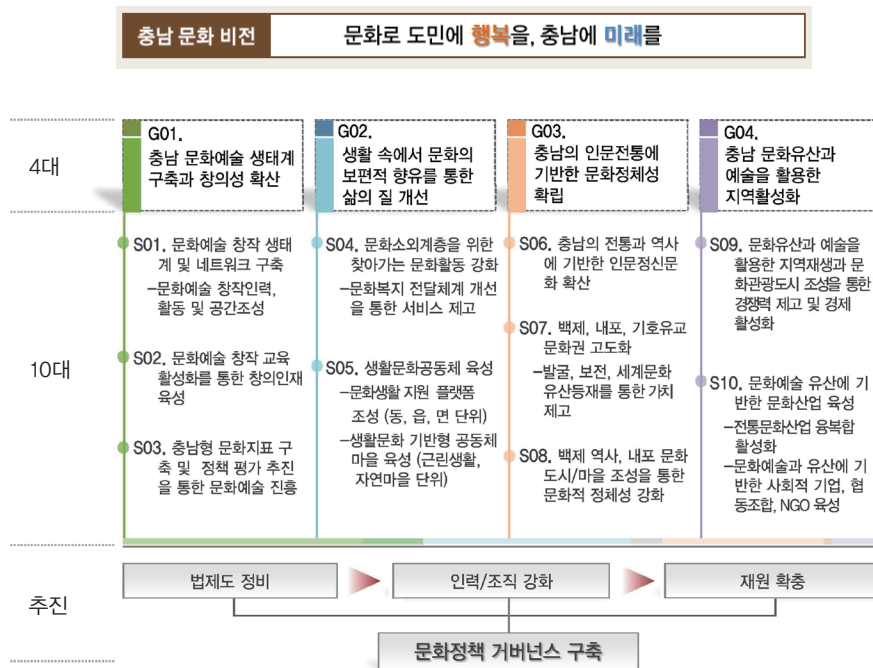 충남 문화 비전
문화로 도민에 행복을, 충남에 미래를
4대
G01.
충남 문화예술 생태계
구축과 창의성 확산
G02.
생활 속에서 문화의
보편적 향유를 통한
삶의 질 개선
G03.
충남의 인문전통에
기반한 문화정체성
확립
G04.
충남 문화유산과
예술을 활용한
지역활성화
10대
S01. 문화예술 창작 생태
계 및 네트워크 구축
–문화예술 창작인력,
활동 및 공간조성
S02. 문화예술 창작 교육
활성화를 통한 창의인재
육성
S03. 충남형 문화지표 구
축 및 정책 평가 추진
을 통한 문화예술 진흥
S04. 문화소외계층을 위한
찾아가는 문화활동 강화
–문화복지 전달체계 개선
을 통한 서비스 제고
S05. 생활문화공동체 육성
–문화생활 지원 플랫폼
조성 (동, 읍, 면 단위)
–생활문화 기반형 공동체
마을 육성 (근린생활,
자연마을 단위)
S06. 충남의 전통과 역사
에 기반한 인문정신문
화 확산
S07. 백제, 내포, 기호유교
문화권 고도화
–발굴, 보전, 세계문화
유산등재를 통한 가치
제고
S08. 백제 역사, 내포 문화
도시/마을 조성을 통한
문화적 정체성 강화
S09. 문화유산과 예술을
활용한 지역재생과 문
화관광도시 조성을 통한
경쟁력 제고 및 경제
활성화
S10. 문화예술 유산에 기
반한 문화산업 육성
–전통문화산업 융복합
활성화
–문화예술과 유산에 기
반한 사회적 기업, 협
동조합, NGO 육성
추진
법제도 정비
인력/조직 강화
재원 확충
문화정책 거버넌스 구축